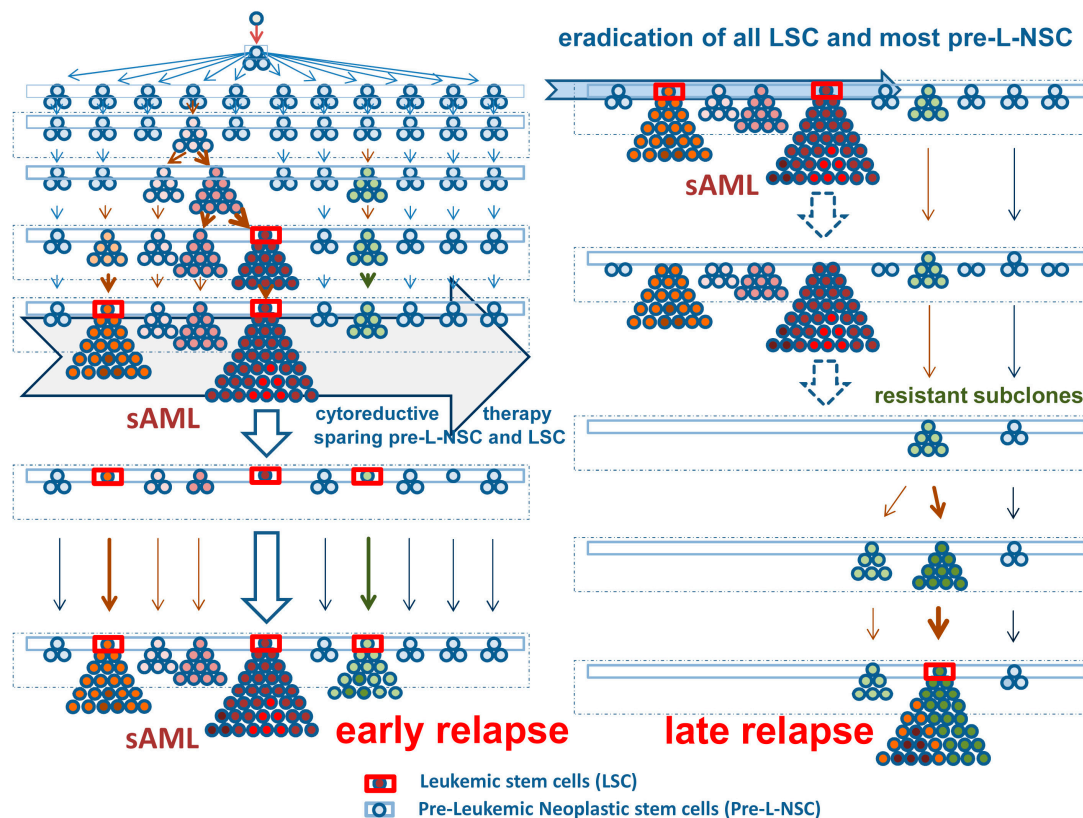 eradication of all LSC and most pre-L-NSC
sAML
sAML
cytoreductive therapy
sparing pre-L-NSC and LSC
resistant subclones
sAML
early relapse
late relapse
Leukemic stem cells (LSC)
Pre-Leukemic Neoplastic stem cells (Pre-L-NSC)